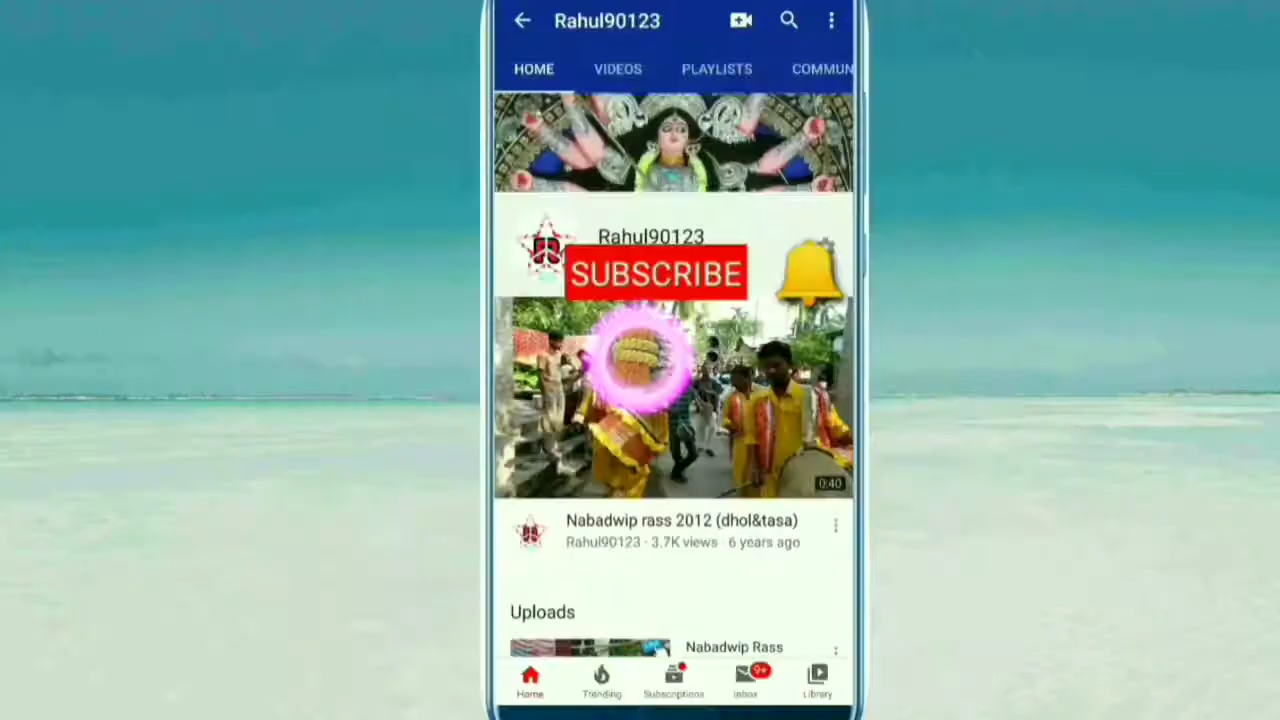 Rahul90123
HOME VIDEOS PLAYLISTS COMMUN
Rahul90123
SUBSCRIBE
0:40
Nabadwip rass 2012 (dhol&tasa)
Rahul90123 · 3.7K views · 6 years ago
Uploads
Nabadwip Rass
9+
Home Trending Subscriptions Inbox Library